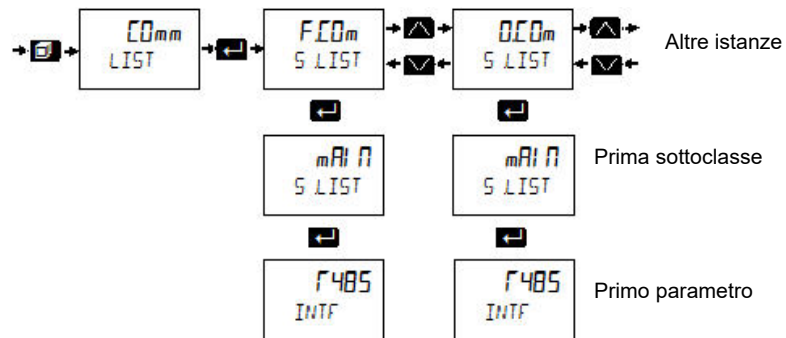 COmm
LIST
F.COm
S.LIST
O.COm
S.LIST
Altre istanze
mAIN
S.LIST
mAIN
S.LIST
Prima sottoclasse
r485
INTF
r485
INTF
Primo parametro